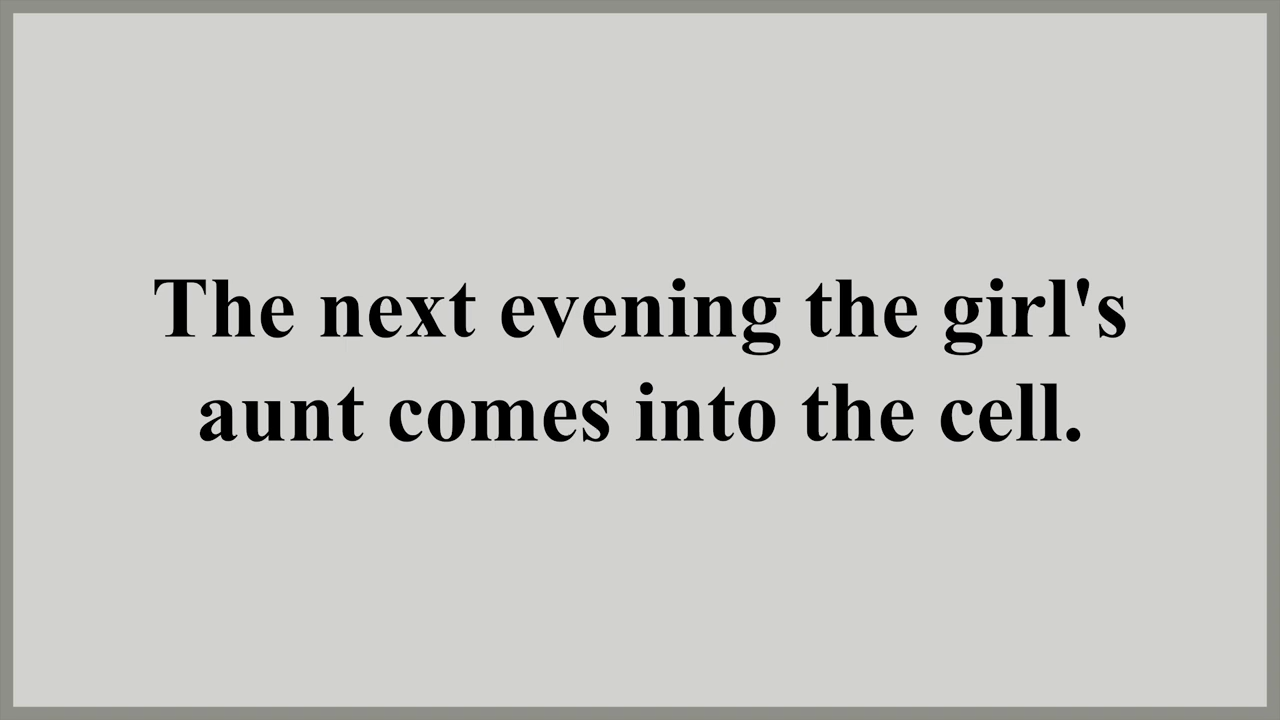 The next evening the girl's
aunt comes into the cell.